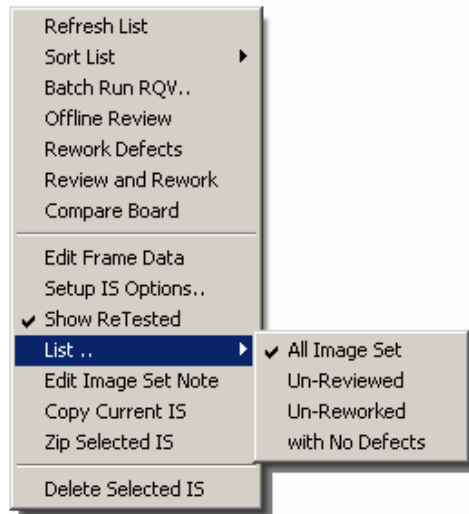 Refresh List
Sort List
Batch Run RQV..
Offline Review
Rework Defects
Review and Rework
Compare Board
Edit Frame Data
Setup IS Options..
Show ReTested
List ..
Edit Image Set Note
Copy Current IS
Zip Selected IS
Delete Selected IS
All Image Set
Un-Reviewed
Un-Reworked
with No Defects